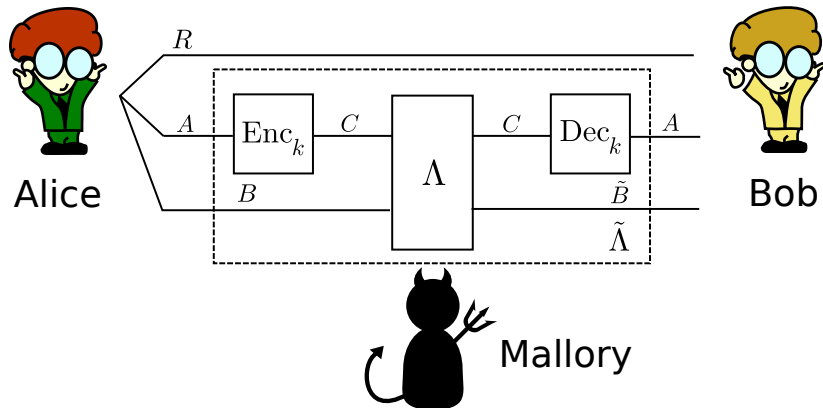 R
A Enc_k C Λ C Dec_k A
B B̃
Λ̃
Alice
Bob
Mallory